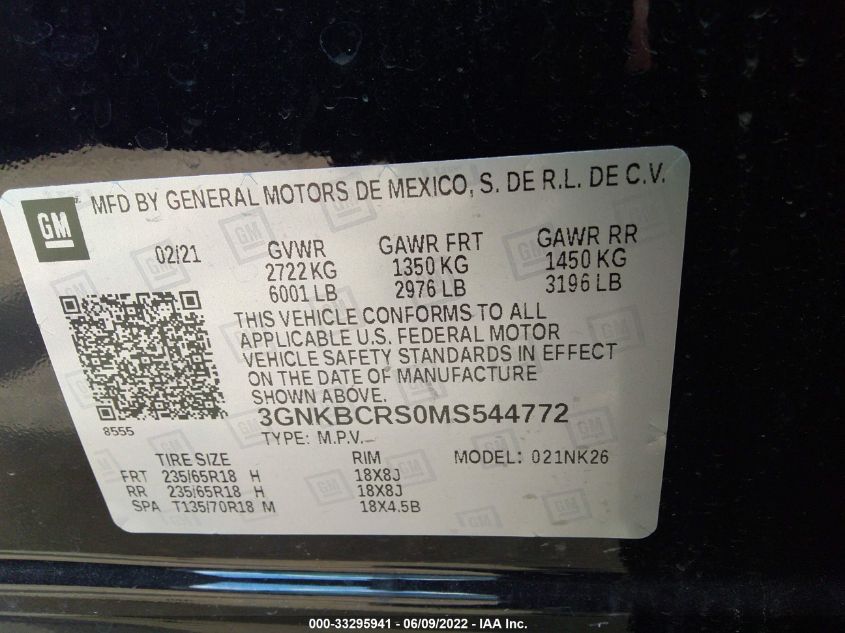 GM
MFD BY GENERAL MOTORS DE MEXICO, S. DE R.L. DE C.V.
02/21 GVWR GAWR FRT GAWR RR
2722 KG 1350 KG 1450 KG
6001 LB 2976 LB 3196 LB
THIS VEHICLE CONFORMS TO ALL
APPLICABLE U.S. FEDERAL MOTOR
VEHICLE SAFETY STANDARDS IN EFFECT
ON THE DATE OF MANUFACTURE
SHOWN ABOVE.
8555
3GNKBCRS0MS544772
TYPE: M.P.V.
TIRE SIZE RIM MODEL: 021NK26
FRT 235/65R18 H 18X8J
RR 235/65R18 H 18X8J
SPA T135/70R18 M 18X4.5B
000-33295941 - 06/09/2022 - IAA Inc.